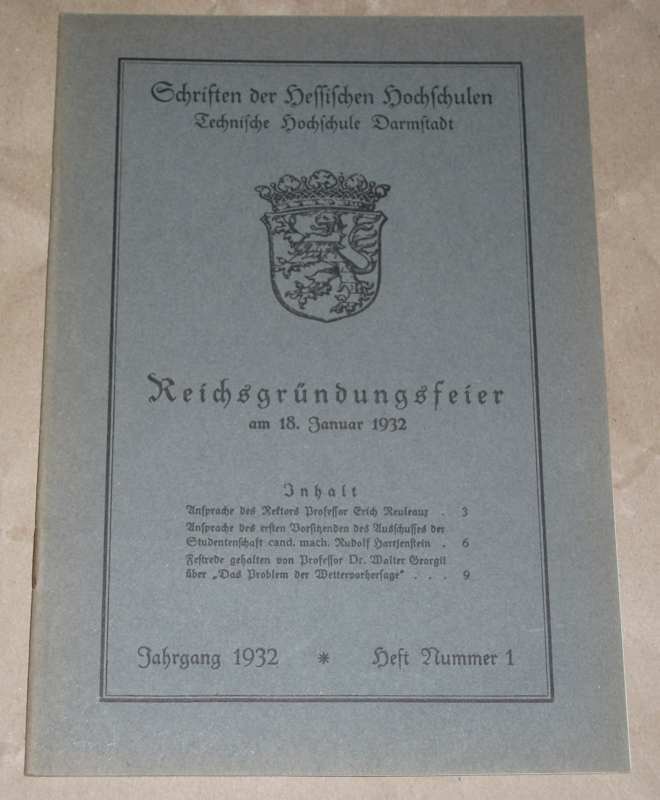 Schriften der Hessischen Hochschulen
Technische Hochschule Darmstadt
Reichsgründungsfeier
am 18. Januar 1932
Inhalt
Ansprache des Rektors Professor Erich Reuleaux . 3
Ansprache des ersten Vorsitzenden des Ausschusses der
Studentenschaft cand. mach. Rudolf Hartjenstein . 6
Festrede gehalten von Professor Dr. Walter Georgii
über „Das Problem der Wettervorhersage“ . . . 9
Jahrgang 1932 * Heft Nummer 1